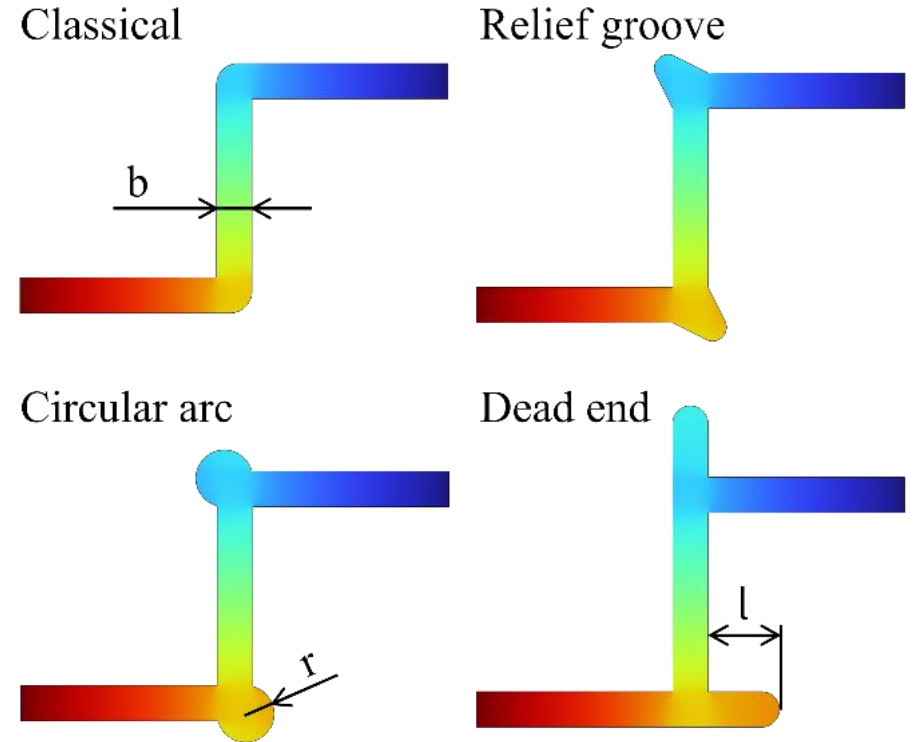 Classical
Relief groove
b
Circular arc
Dead end
l
r